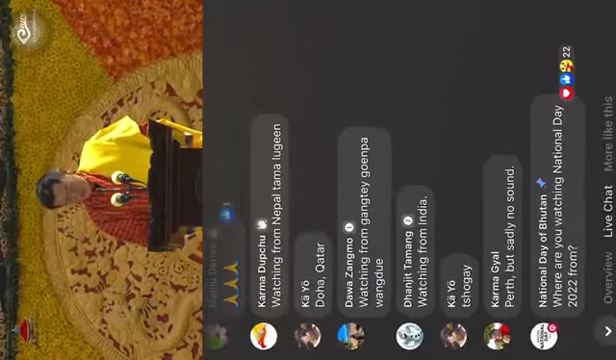 Overview
Live Chat
More like this
National Day of Bhutan
Where are you watching National Day
2022 from?
22
Karma Gyal
Perth, but sadly no sound.
Kä Yö
tshogay
Dhanjit Tamang
Watching from India.
Dawa Zangmo
Watching from gangtey goenpa
wangdue
Kä Yö
Doha, Qatar
Karma Dupchu
Watching from Nepal tama lugeen
1